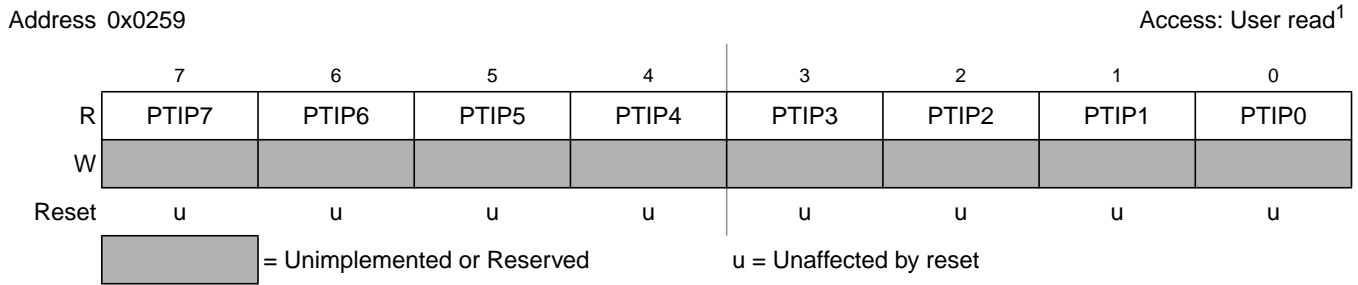 Address 0x0259 Access: User read1
7 6 5 4 3 2 1 0
R PTIP7 PTIP6 PTIP5 PTIP4 PTIP3 PTIP2 PTIP1 PTIP0
W
Reset u u u u u u u u
= Unimplemented or Reserved u = Unaffected by reset